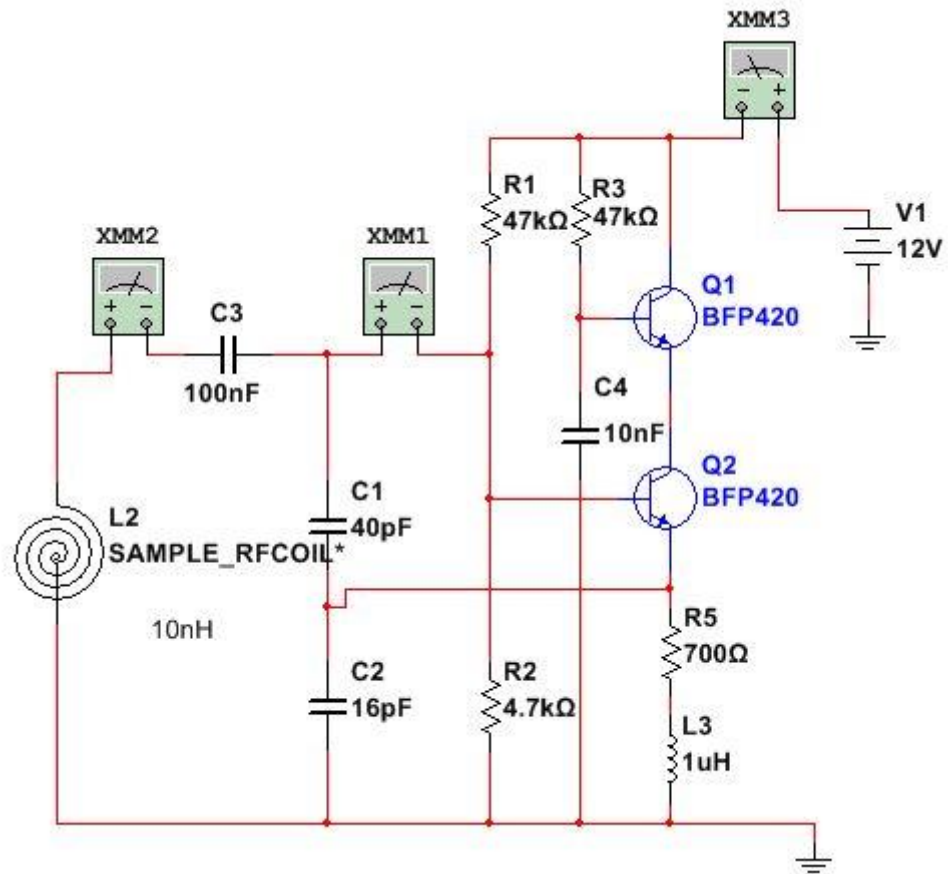 XMM3
R1
47kΩ
R3
47kΩ
V1
12V
XMM2
XMM1
C3
100nF
Q1
BFP420
C4
10nF
Q2
BFP420
C1
40pF
L2
SAMPLE_RFCOIL*
10nH
R5
700Ω
C2
16pF
R2
4.7kΩ
L3
1uH